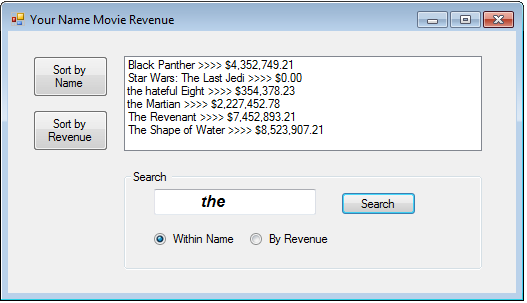 Your Name Movie Revenue
Sort by
Name
Sort by
Revenue
Black Panther >>>> $4,352,749.21
Star Wars: The Last Jedi >>>> $0.00
the hateful Eight >>>> $354,378.23
the Martian >>>> $2,227,452.78
The Revenant >>>> $7,452,893.21
The Shape of Water >>>> $8,523,907.21
Search
the
Search
Within Name
By Revenue